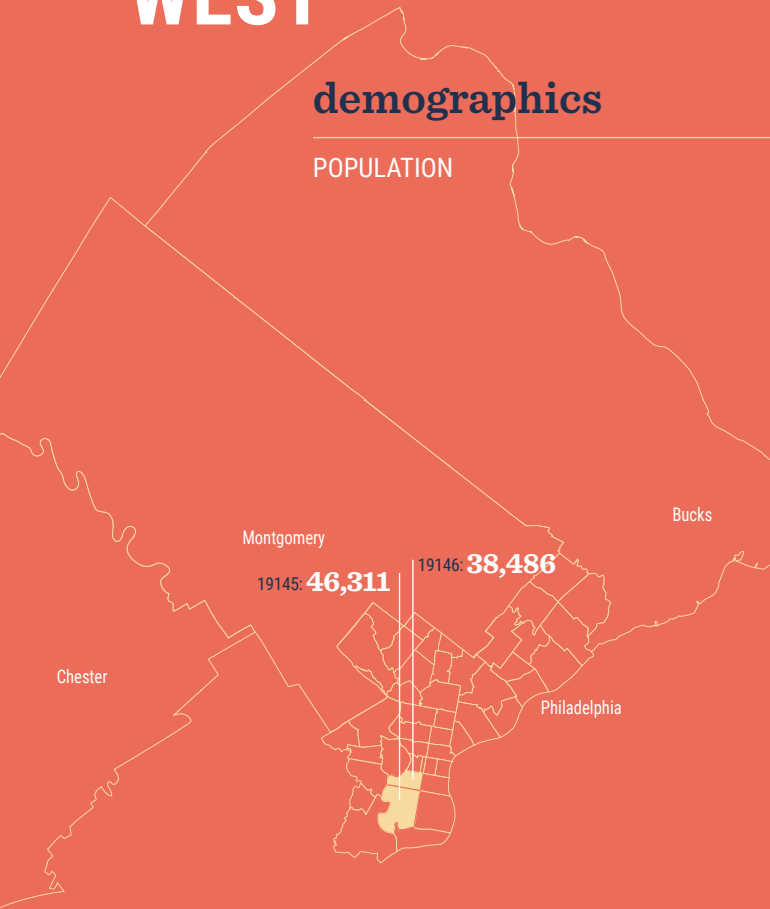 WEST
demographics
POPULATION
Bucks
Montgomery
19146: 38,486
19145: 46,311
Chester
Philadelphia